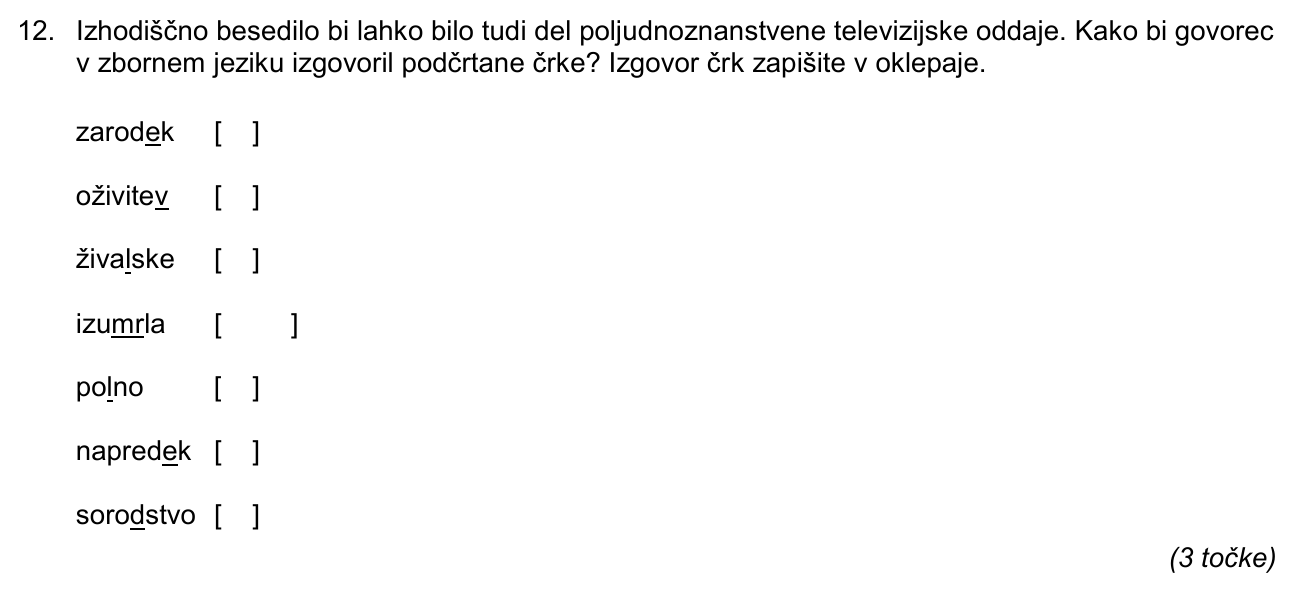 12. Izhodiščno besedilo bi lahko bilo tudi del poljudnoznanstvene televizijske oddaje. Kako bi govorec
v zbornem jeziku izgovoril podčrtane črke? Izgovor črk zapišite v oklepaje.
zarodek [ ]
oživitev [ ]
živalske [ ]
izumrla [ ]
polno [ ]
napredek [ ]
sorodstvo [ ]
(3 točke)